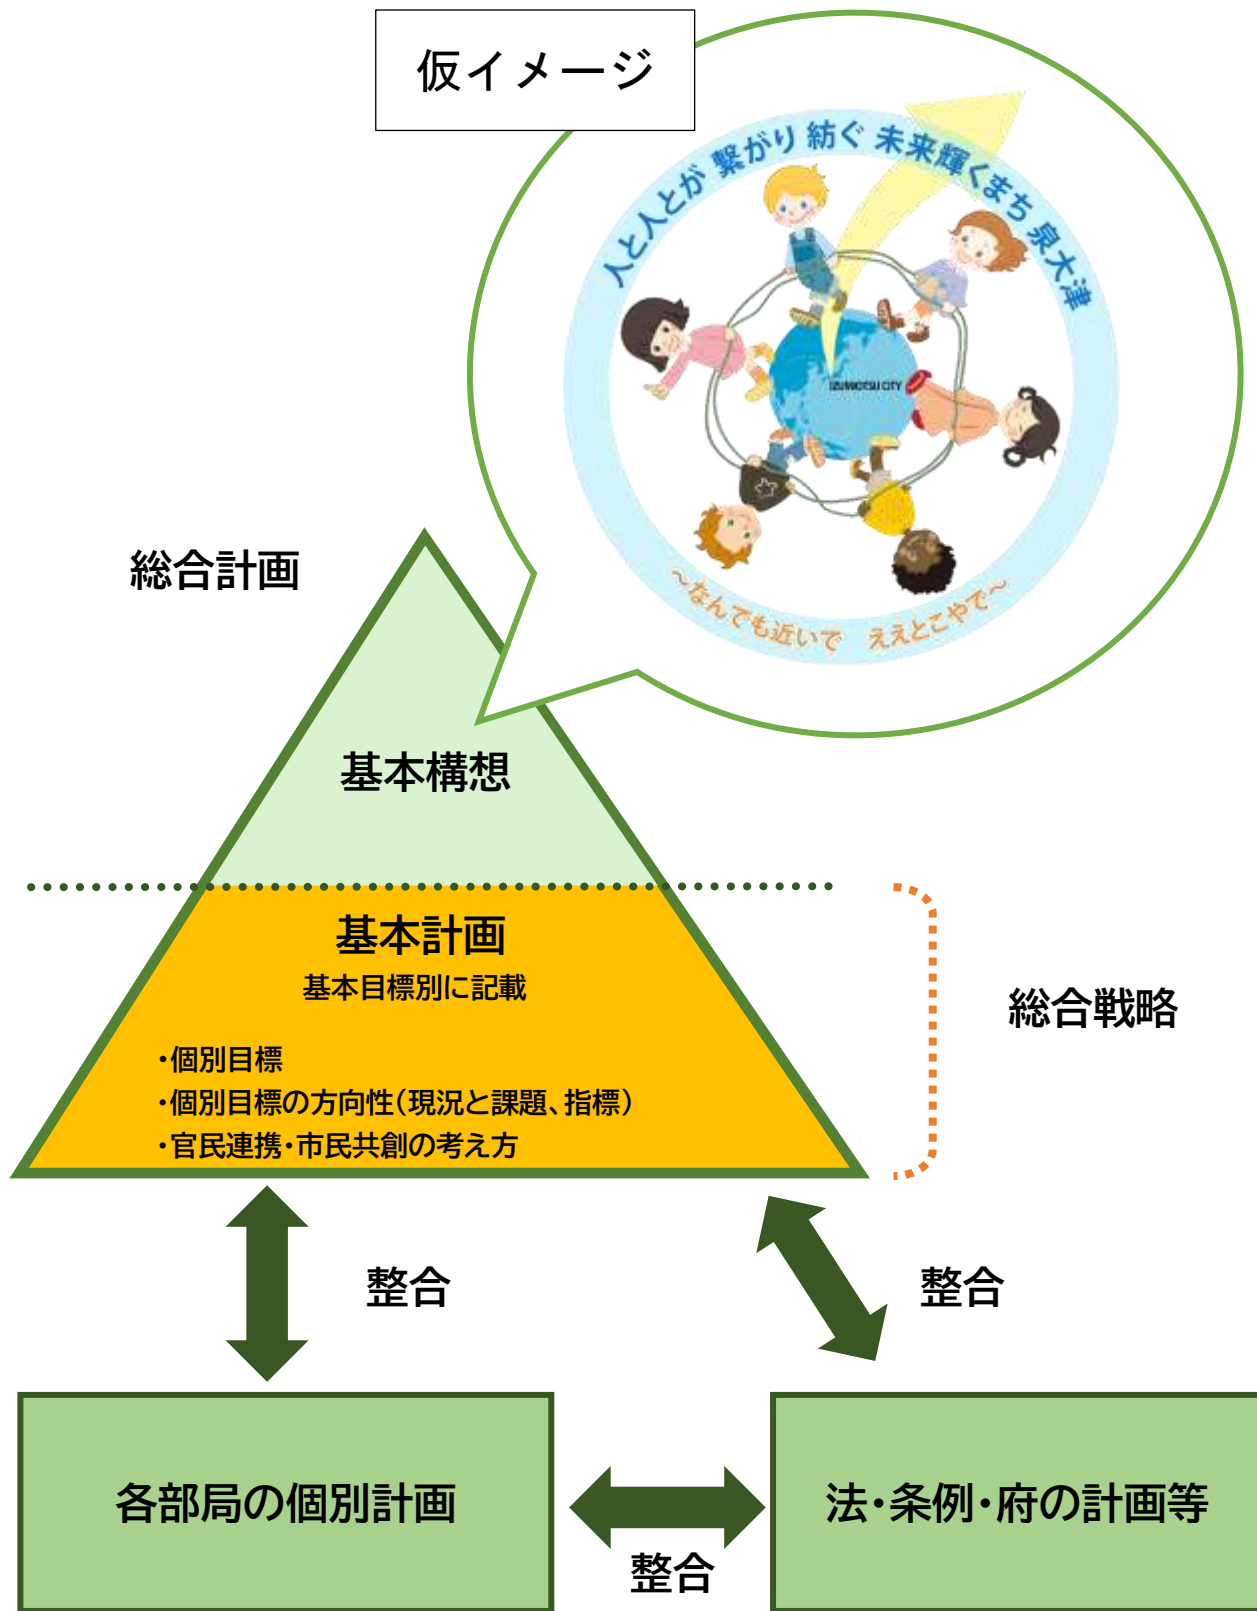 仮イメージ
人と人とが 繋がり 紡ぐ 未来輝くまち 泉大津
IZUMIOTSU CITY
～なんでも近いで　ええとこやで～
総合計画
基本構想
基本計画
基本目標別に記載
・個別目標
・個別目標の方向性（現況と課題、指標）
・官民連携・市民共創の考え方
総合戦略
整合
整合
各部局の個別計画
法・条例・府の計画等
整合